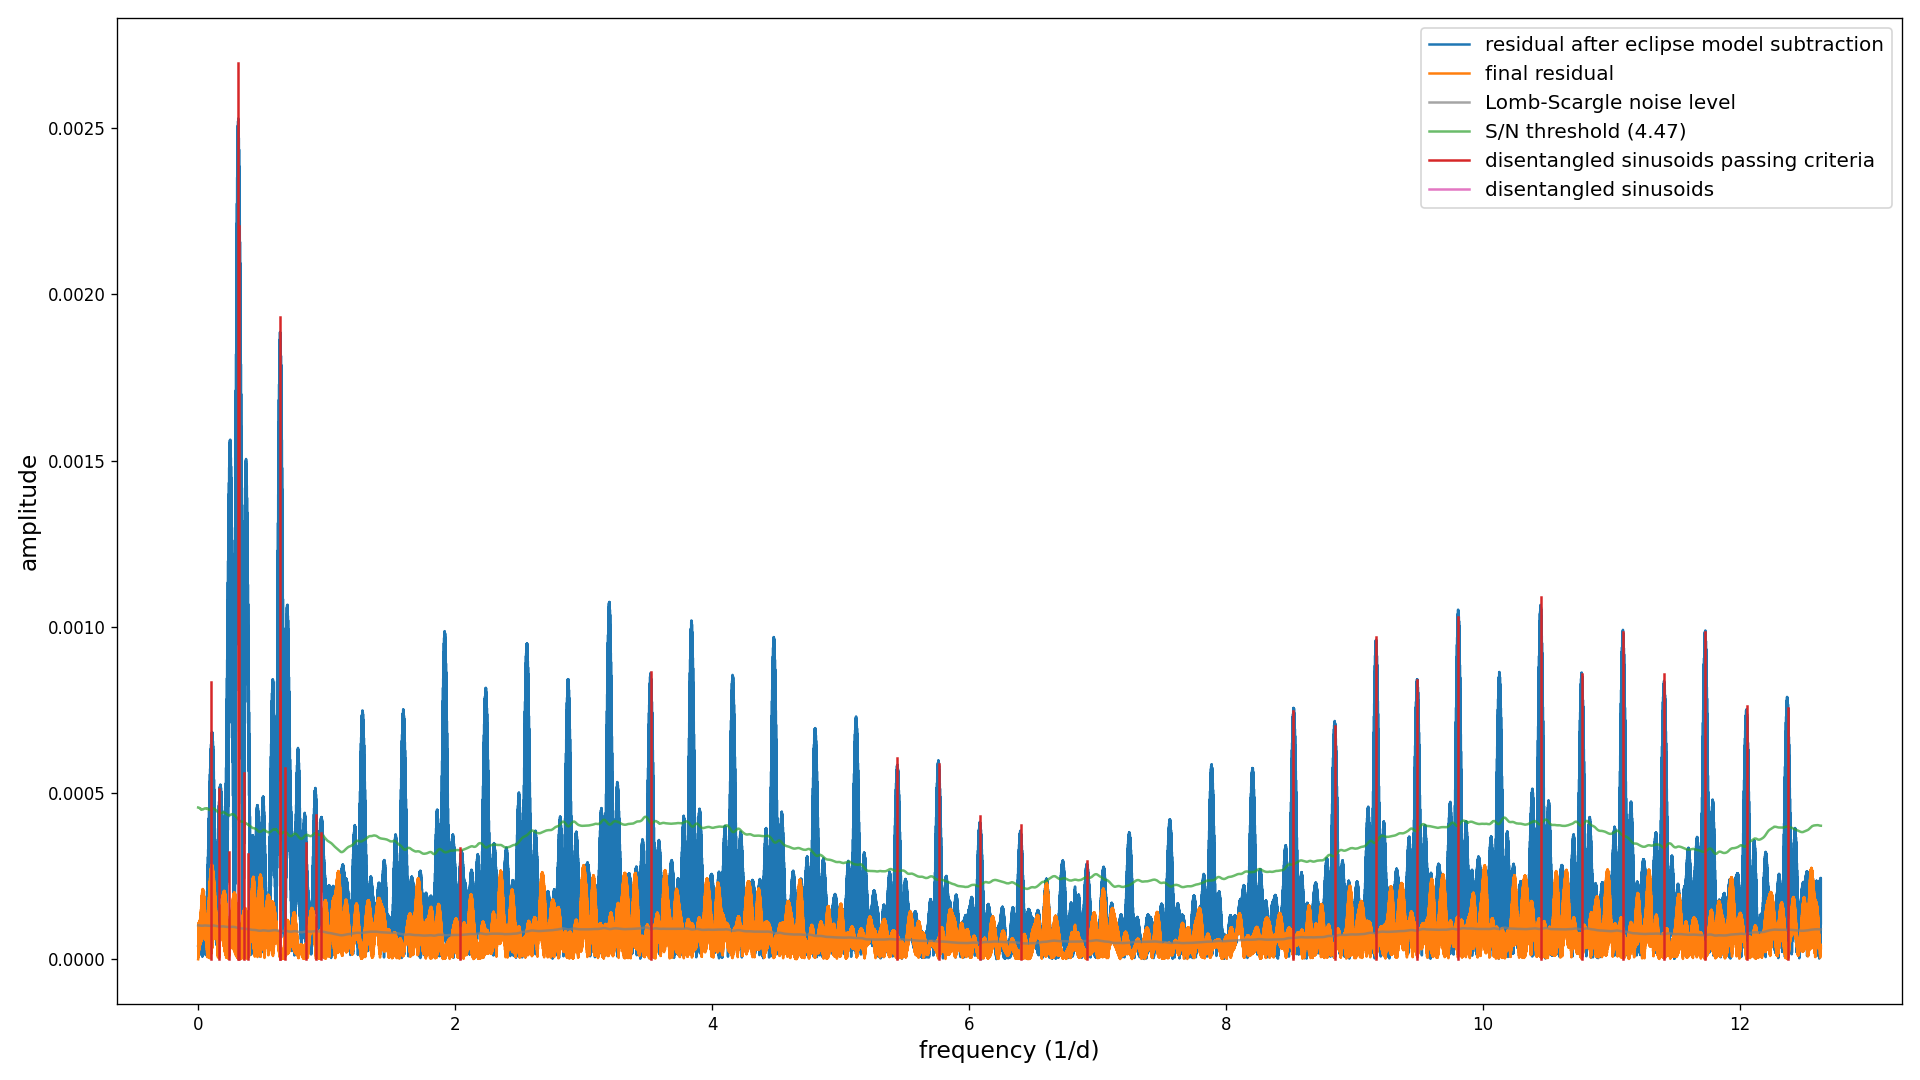 residual after eclipse model subtraction
final residual
Lomb-Scargle noise level
S/N threshold (4.47)
disentangled sinusoids passing criteria
disentangled sinusoids
0.0025
0.0020
0.0015
0.0010
0.0005
0.0000
amplitude
0 2 4 6 8 10 12
frequency (1/d)